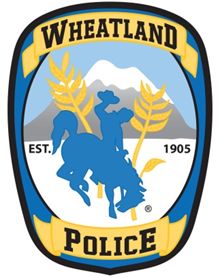 WHEATLAND
EST. 1905
®
POLICE